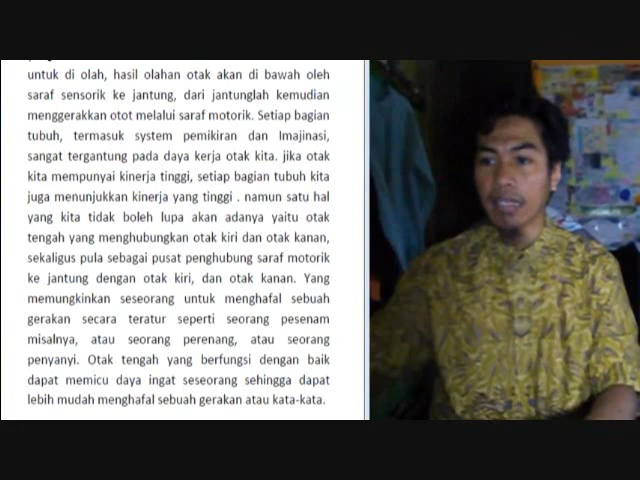 untuk di olah, hasil olahan otak akan di bawah oleh
saraf sensorik ke jantung, dari jantunglah kemudian
menggerakkan otot melalui saraf motorik. Setiap bagian
tubuh, termasuk system pemikiran dan Imajinasi,
sangat tergantung pada daya kerja otak kita. jika otak
kita mempunyai kinerja tinggi, setiap bagian tubuh kita
juga menunjukkan kinerja yang tinggi . namun satu hal
yang kita tidak boleh lupa akan adanya yaitu otak
tengah yang menghubungkan otak kiri dan otak kanan,
sekaligus pula sebagai pusat penghubung saraf motorik
ke jantung dengan otak kiri, dan otak kanan. Yang
memungkinkan seseorang untuk menghafal sebuah
gerakan secara teratur seperti seorang pesenam
misalnya, atau seorang perenang, atau seorang
penyanyi. Otak tengah yang berfungsi dengan baik
dapat memicu daya ingat seseorang sehingga dapat
lebih mudah menghafal sebuah gerakan atau kata-kata.